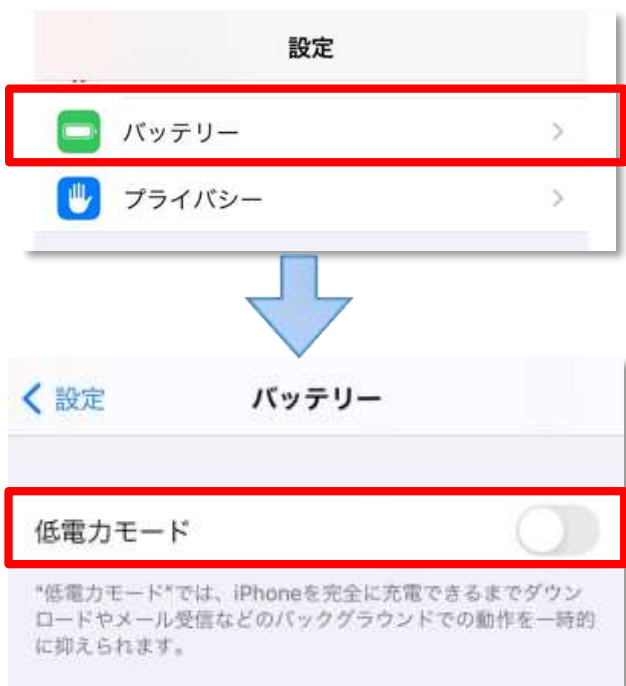 設定
バッテリー
プライバシー
設定
バッテリー
低電力モード
"低電力モード"では、iPhoneを完全に充電できるまでダウン
ロードやメール受信などのバックグラウンドでの動作を一時的
に抑えられます。